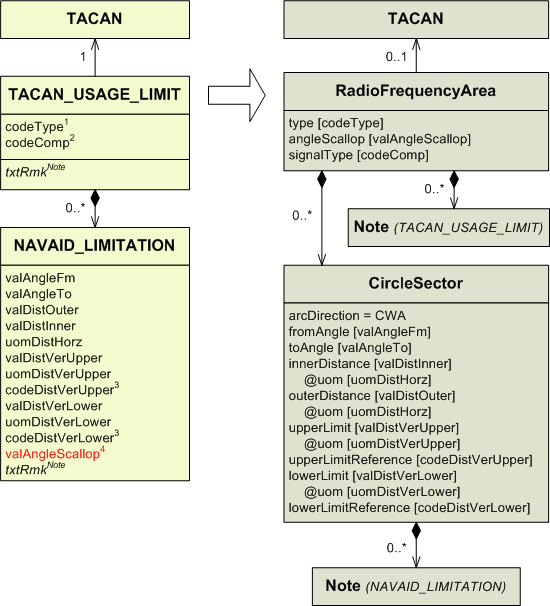 TACAN
1
TACAN_USAGE_LIMIT
codeType1
codeComp2
txtRmkNote
0..*
NAVAID_LIMITATION
valAngleFm
valAngleTo
valDistOuter
valDistInner
uomDistHorz
valDistVerUpper
uomDistVerUpper
codeDistVerUpper3
valDistVerLower
uomDistVerLower
codeDistVerLower3
valAngleScallop4
txtRmkNote
TACAN
0..1
RadioFrequencyArea
type [codeType]
angleScallop [valAngleScallop]
signalType [codeComp]
0..*
0..*
Note (TACAN_USAGE_LIMIT)
CircleSector
arcDirection = CWA
fromAngle [valAngleFm]
toAngle [valAngleTo]
innerDistance [valDistInner]
@uom [uomDistHorz]
outerDistance [valDistOuter]
@uom [uomDistHorz]
upperLimit [valDistVerUpper]
@uom [uomDistVerUpper]
upperLimitReference [codeDistVerUpper]
lowerLimit [valDistVerLower]
@uom [uomDistVerLower]
lowerLimitReference [codeDistVerLower]
0..*
Note (NAVAID_LIMITATION)